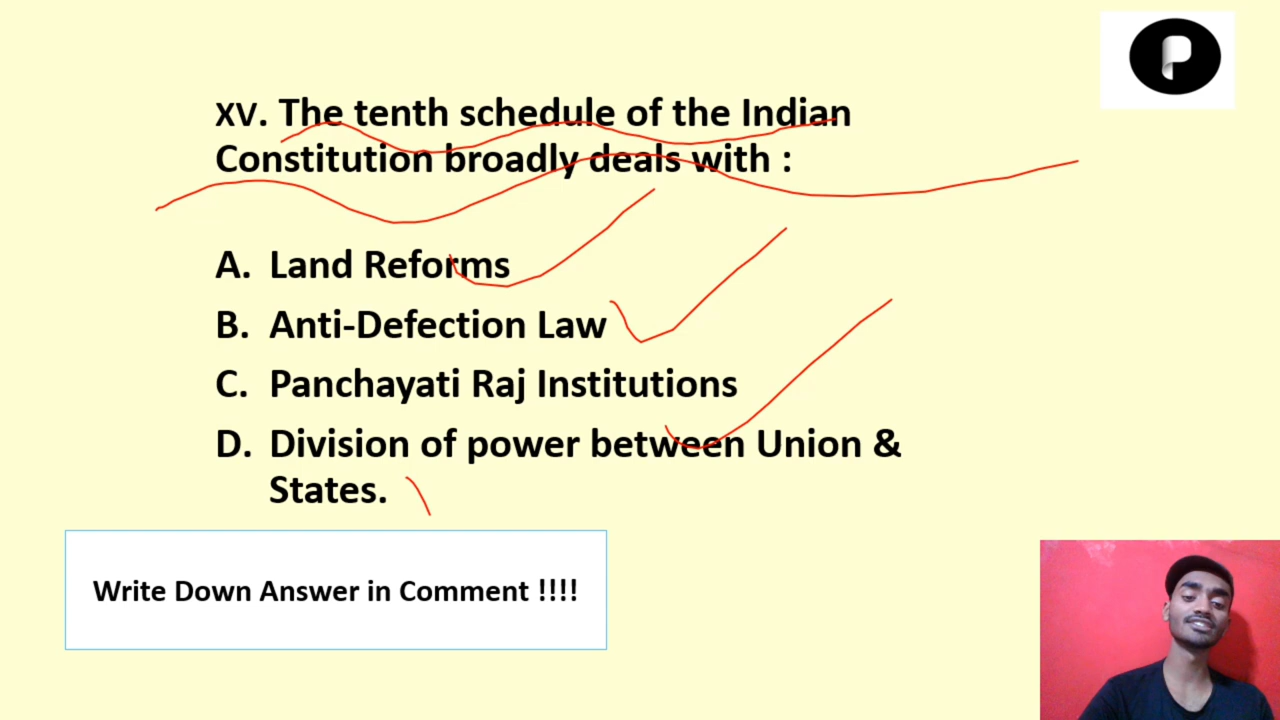 XV. The tenth schedule of the Indian
Constitution broadly deals with :
A. Land Reforms
B. Anti-Defection Law
C. Panchayati Raj Institutions
D. Division of power between Union &
States.
Write Down Answer in Comment !!!!
P